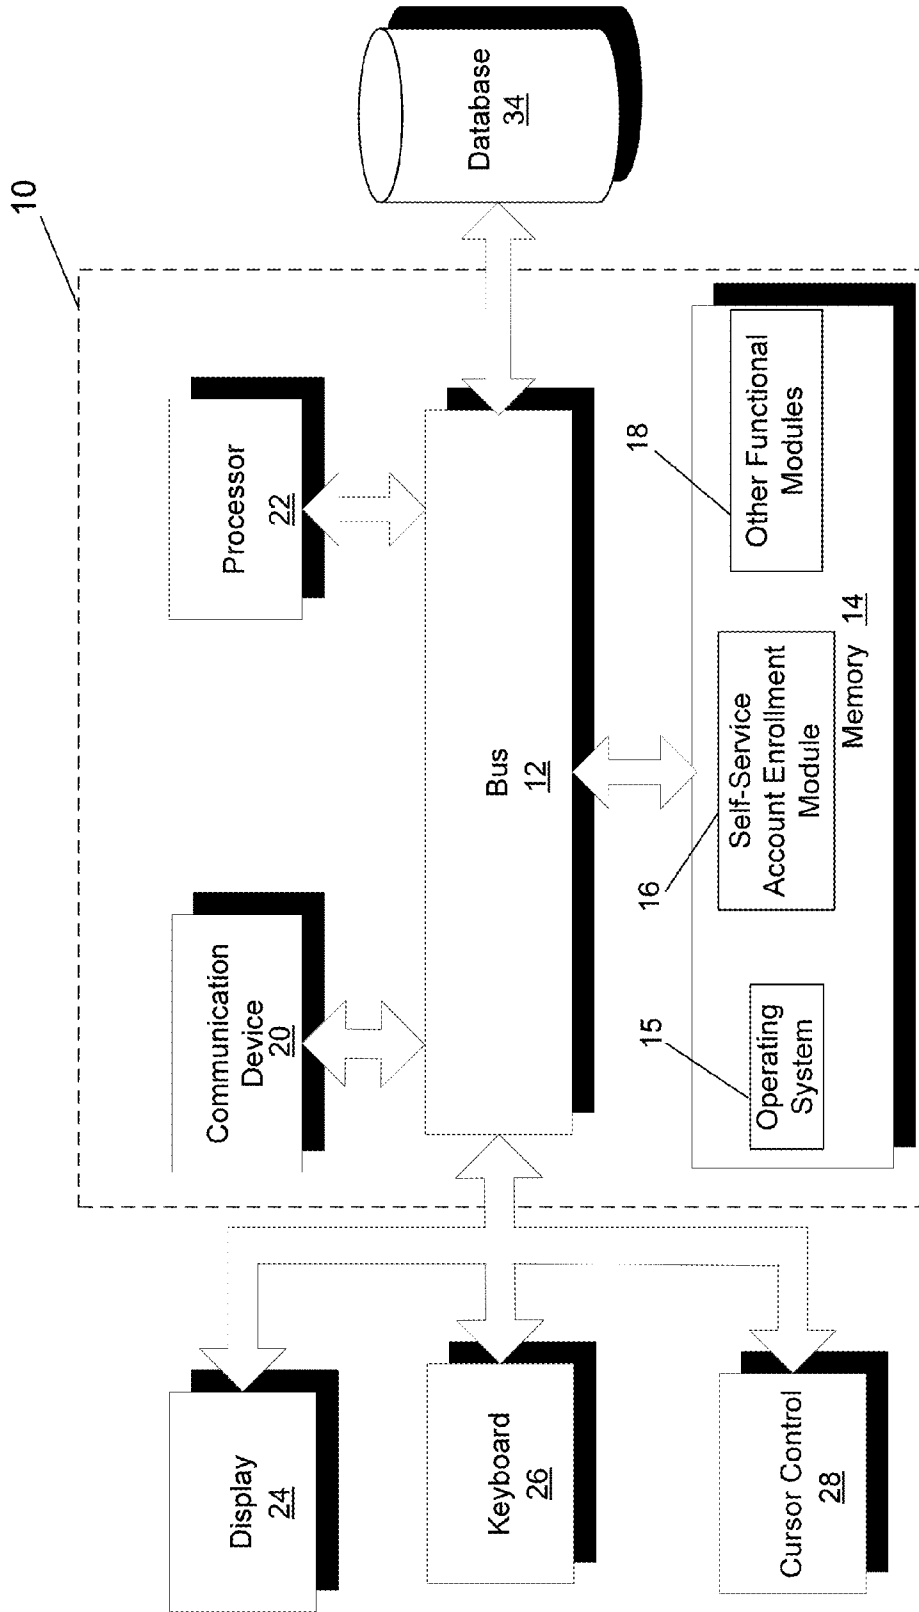 10
Display
24
Communication
Device
20
Processor
22
Keyboard
26
Bus
12
Database
34
Cursor Control
28
15
Operating
System
16
Self-Service
Account Enrollment
Module
18
Other Functional
Modules
Memory 14